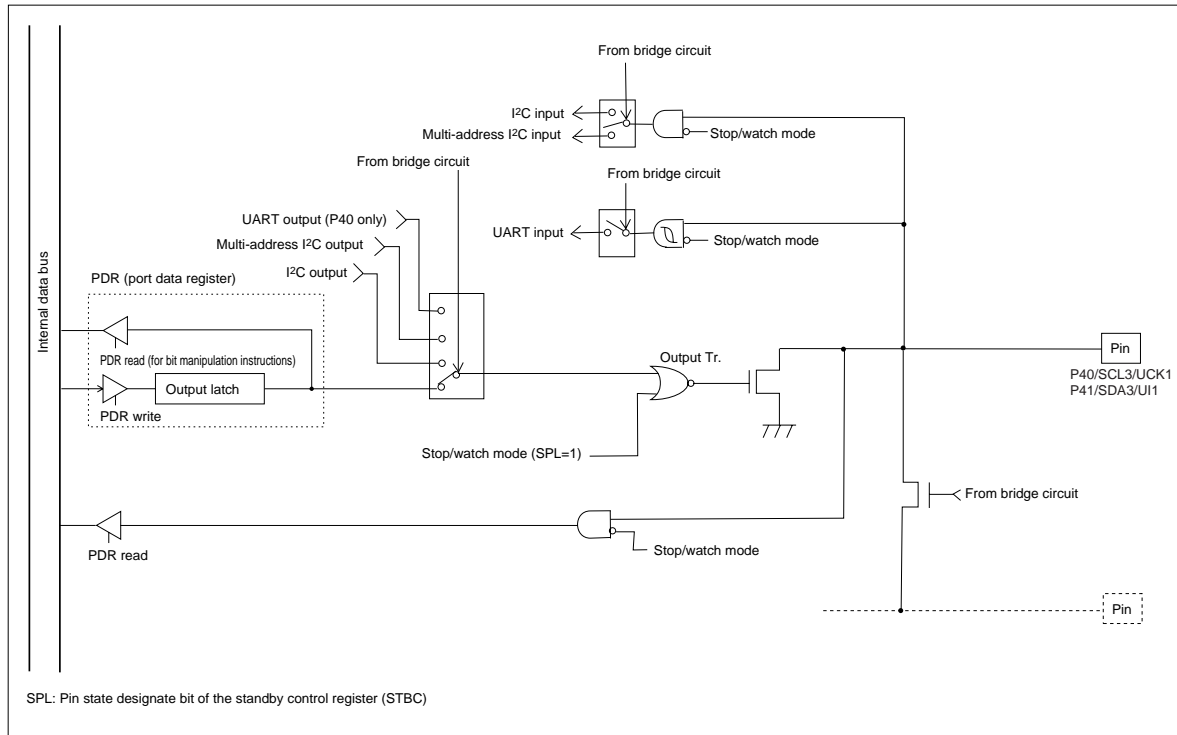 From bridge circuit
I²C input
Multi-address I²C input
Stop/watch mode
From bridge circuit
From bridge circuit
UART output (P40 only)
UART input
Stop/watch mode
Multi-address I²C output
I²C output
PDR (port data register)
Internal data bus
PDR read (for bit manipulation instructions)
Output latch
PDR write
Output Tr.
Pin
P40/SCL3/UCK1
P41/SDA3/UI1
Stop/watch mode (SPL=1)
From bridge circuit
PDR read
Stop/watch mode
Pin
SPL: Pin state designate bit of the standby control register (STBC)